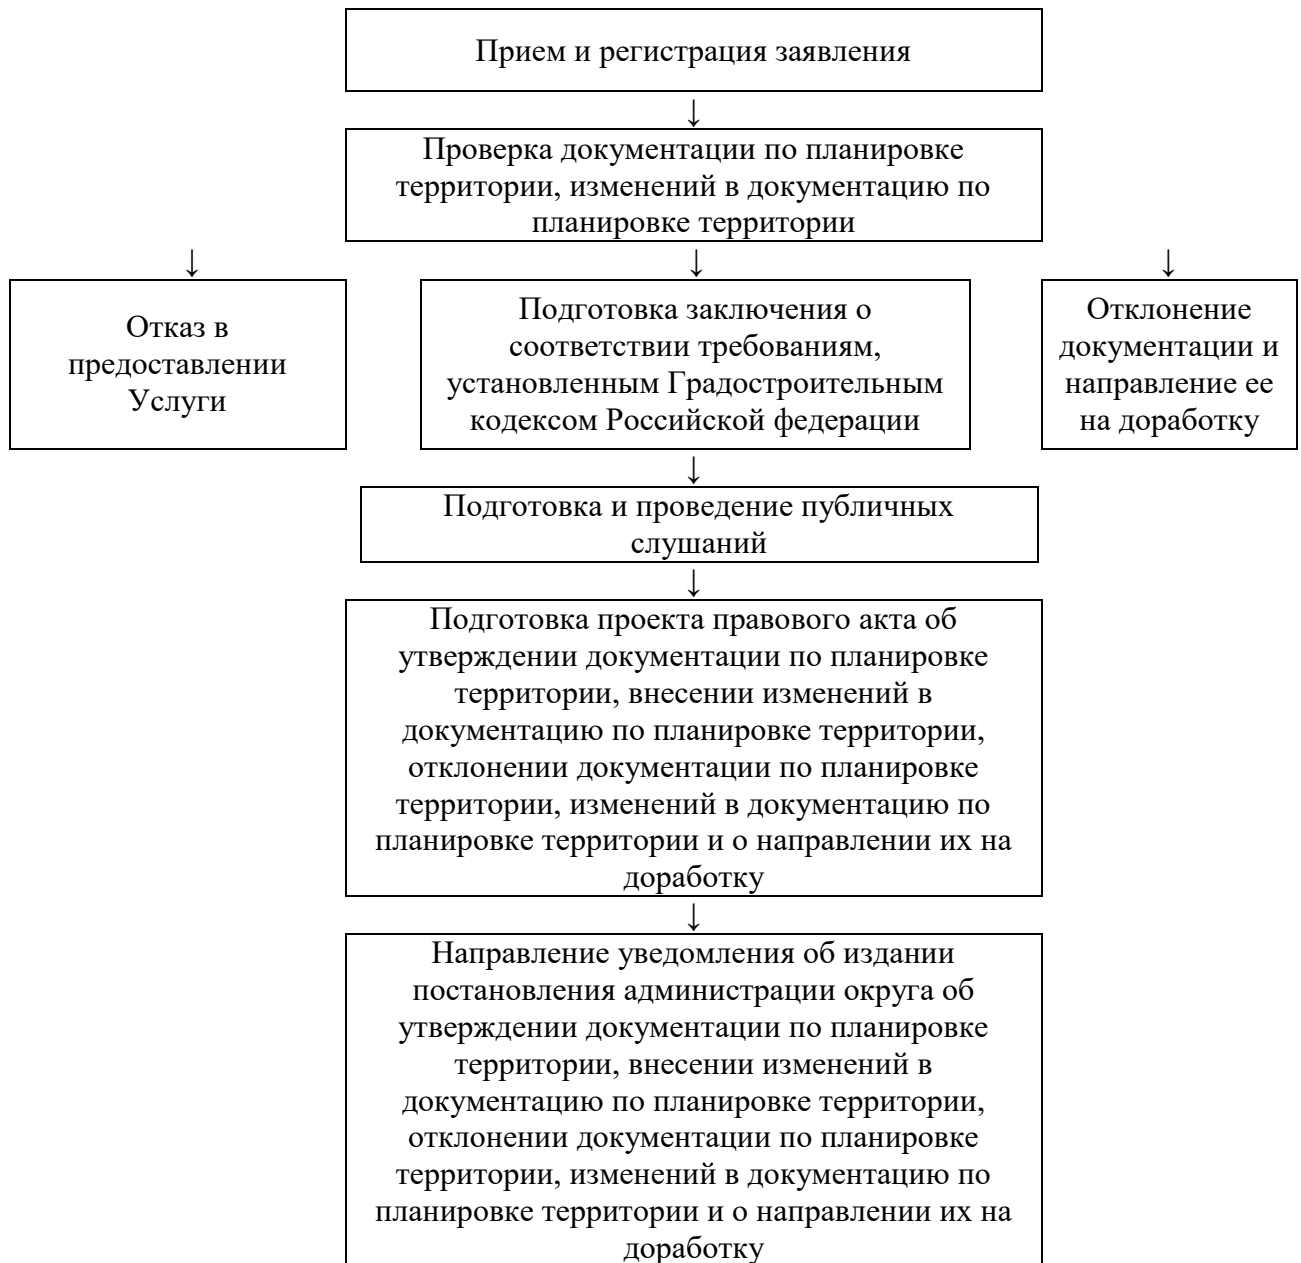 Прием и регистрация заявления
↓
Проверка документации по планировке
территории, изменений в документацию по
планировке территории
↓ ↓ ↓
Отказ в
предоставлении
Услуги
Подготовка заключения о
соответствии требованиям,
установленным Градостроительным
кодексом Российской федерации
Отклонение
документации и
направление ее
на доработку
↓
Подготовка и проведение публичных
слушаний
↓
Подготовка проекта правового акта об
утверждении документации по планировке
территории, внесении изменений в
документацию по планировке территории,
отклонении документации по планировке
территории, изменений в документацию по
планировке территории и о направлении их на
доработку
↓
Направление уведомления об издании
постановления администрации округа об
утверждении документации по планировке
территории, внесении изменений в
документацию по планировке территории,
отклонении документации по планировке
территории, изменений в документацию по
планировке территории и о направлении их на
доработку